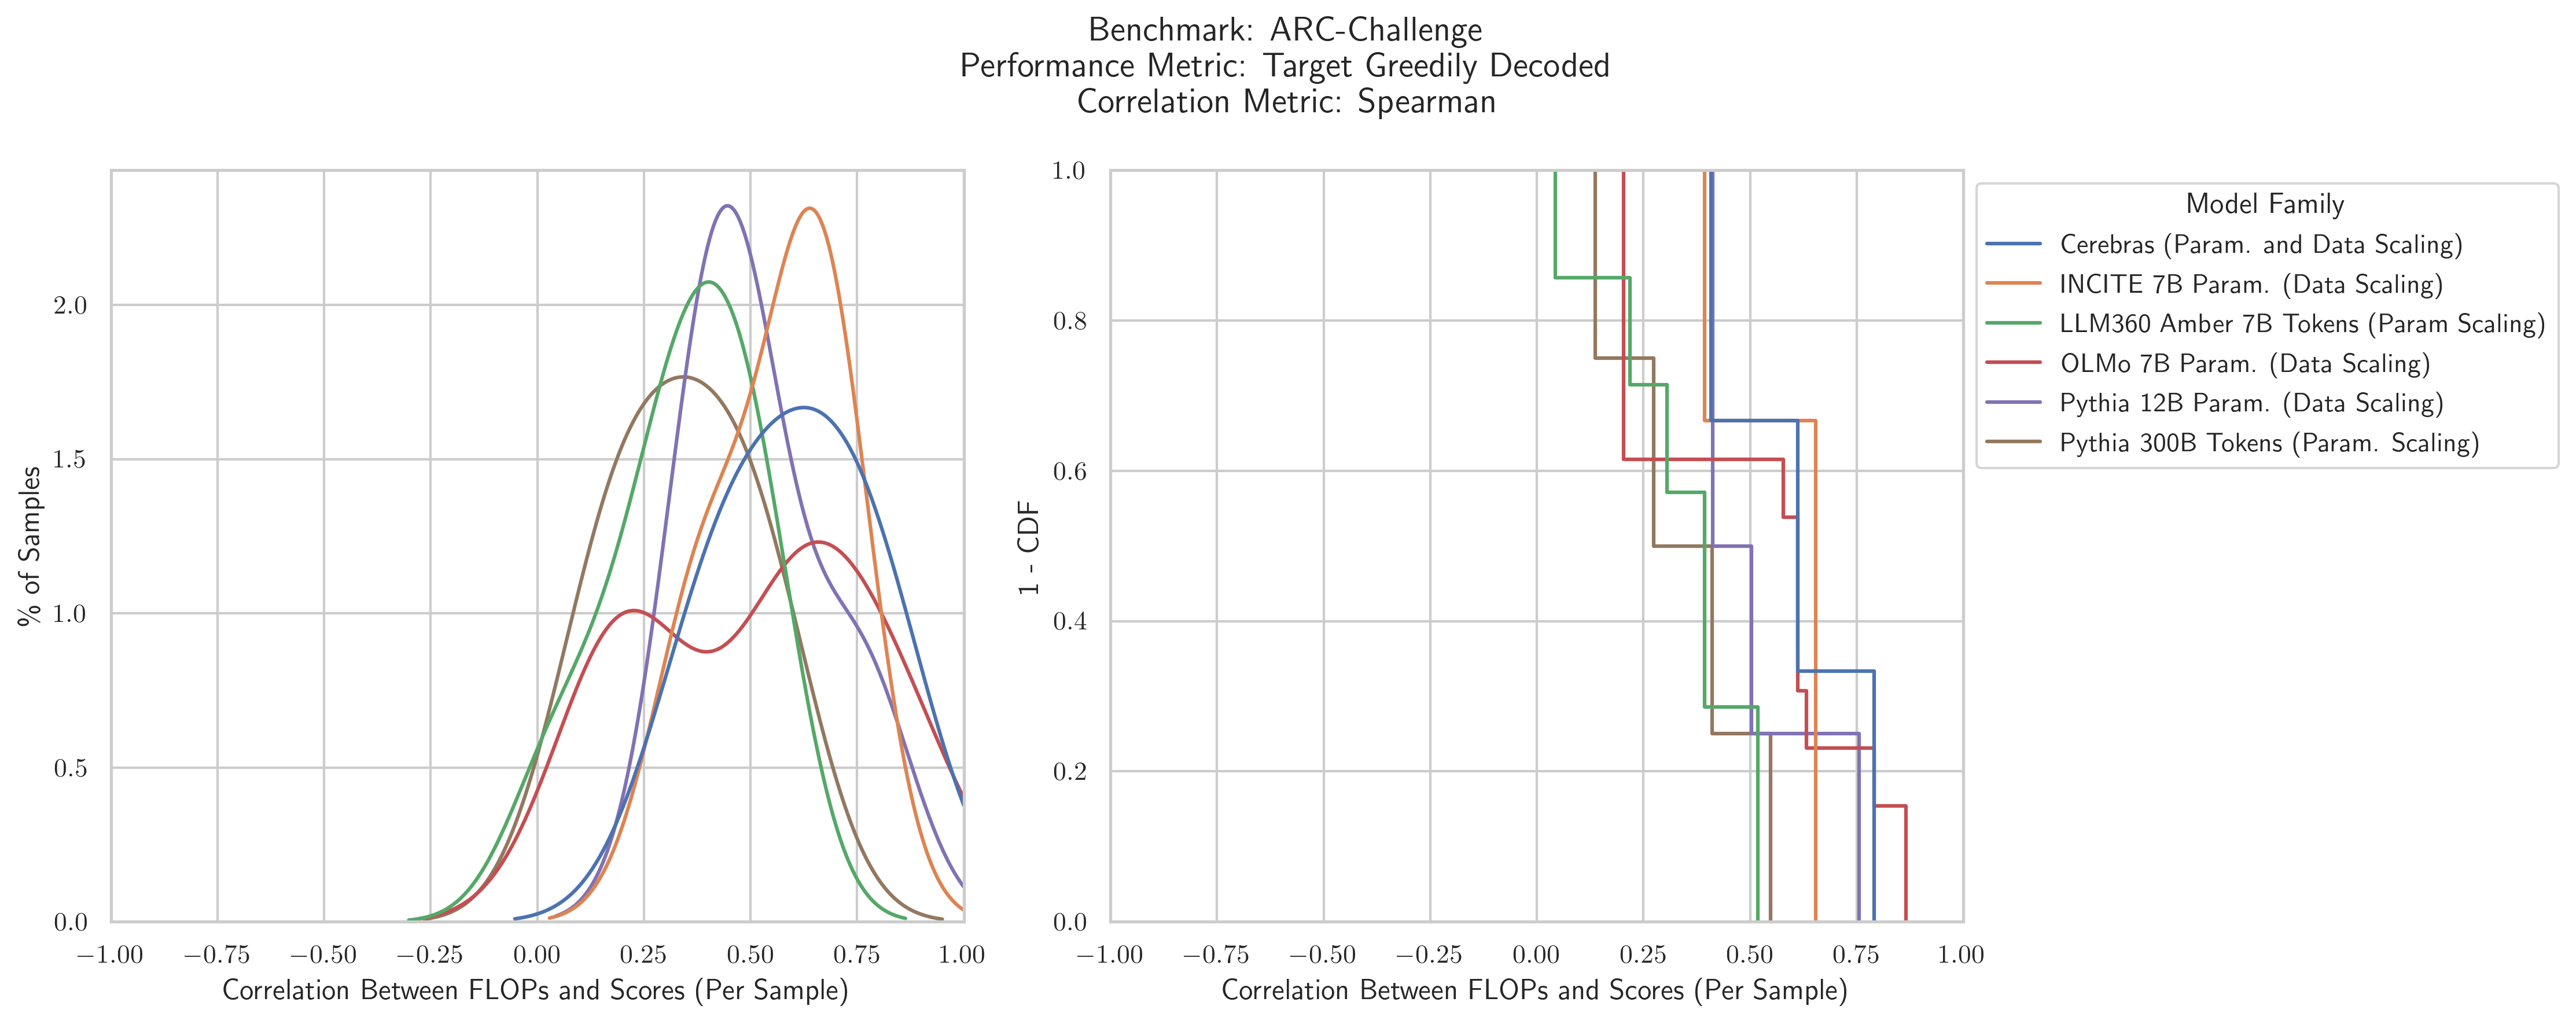 Benchmark: ARC-Challenge
Performance Metric: Target Greedily Decoded
Correlation Metric: Spearman
% of Samples
2.0
1.5
1.0
0.5
0.0
−1.00 −0.75 −0.50 −0.25 0.00 0.25 0.50 0.75 1.00
Correlation Between FLOPs and Scores (Per Sample)
1 - CDF
1.0
0.8
0.6
0.4
0.2
0.0
−1.00 −0.75 −0.50 −0.25 0.00 0.25 0.50 0.75 1.00
Correlation Between FLOPs and Scores (Per Sample)
Model Family
Cerebras (Param. and Data Scaling)
INCITE 7B Param. (Data Scaling)
LLM360 Amber 7B Tokens (Param Scaling)
OLMo 7B Param. (Data Scaling)
Pythia 12B Param. (Data Scaling)
Pythia 300B Tokens (Param. Scaling)